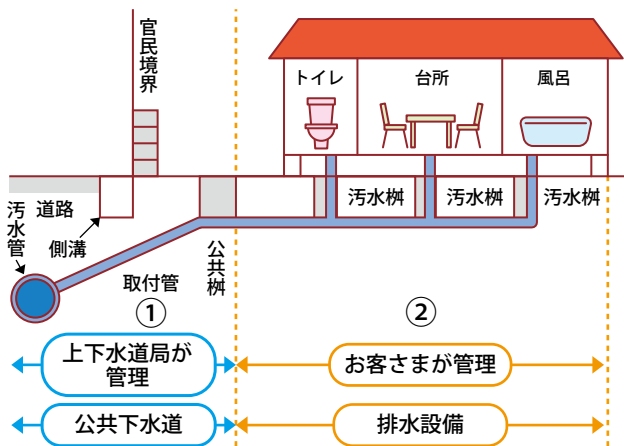 官民境界
トイレ
台所
風呂
汚水桝
汚水桝
汚水桝
道路
汚水管
側溝
公共桝
取付管
①
②
上下水道局が
管理
お客さまが管理
公共下水道
排水設備